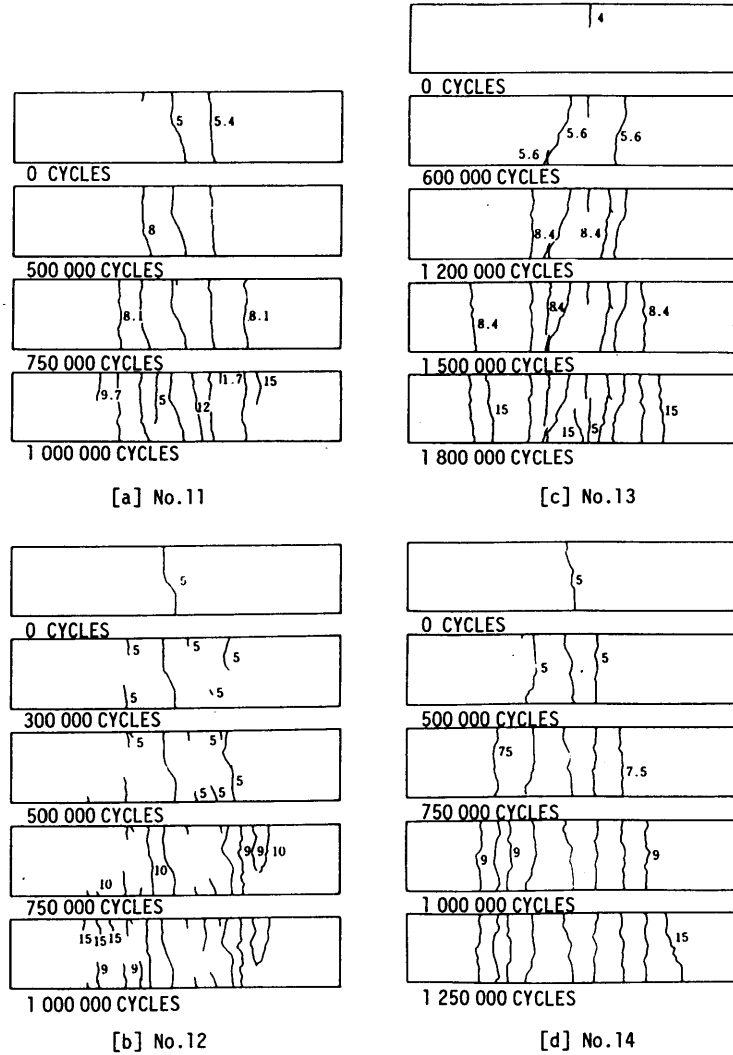 5
5.4
0 CYCLES
8
500 000 CYCLES
8.1 8.1
750 000 CYCLES
9.7 5 12 1.7 15
1 000 000 CYCLES
[a] No.11
4
0 CYCLES
5.6 5.6 5.6
600 000 CYCLES
8.4 8.4
1 200 000 CYCLES
8.4 8.4 8.4
1 500 000 CYCLES
15 15 5 15
1 800 000 CYCLES
[c] No.13
5
0 CYCLES
5 5 5 5
300 000 CYCLES
5 5 5 5 5
500 000 CYCLES
10 10 9 9 10
750 000 CYCLES
15 15 15 9 9
1 000 000 CYCLES
[b] No.12
5
0 CYCLES
5 5
500 000 CYCLES
75 7.5
750 000 CYCLES
9 9 9
1 000 000 CYCLES
15
1 250 000 CYCLES
[d] No.14